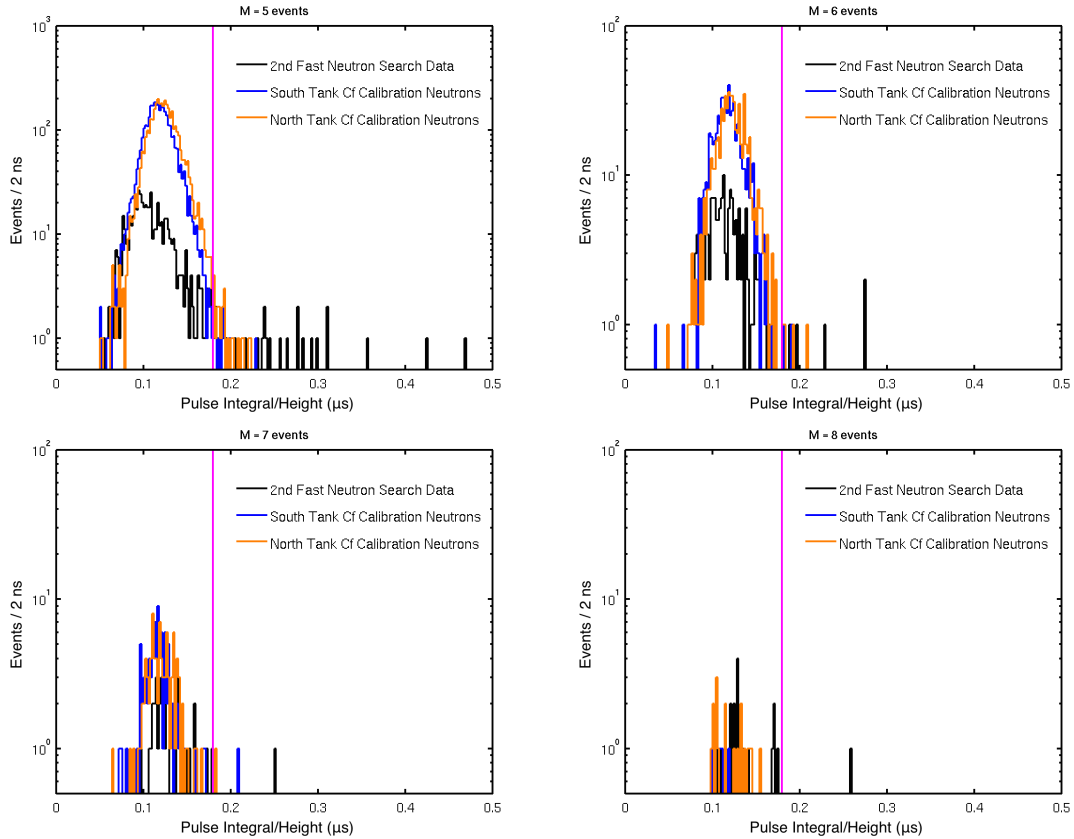 M = 5 events
10³
10²
10¹
10⁰
Events / 2 ns
2nd Fast Neutron Search Data
South Tank Cf Calibration Neutrons
North Tank Cf Calibration Neutrons
0 0.1 0.2 0.3 0.4 0.5
Pulse Integral/Height (μs)
M = 6 events
10²
10¹
10⁰
Events / 2 ns
2nd Fast Neutron Search Data
South Tank Cf Calibration Neutrons
North Tank Cf Calibration Neutrons
0 0.1 0.2 0.3 0.4 0.5
Pulse Integral/Height (μs)
M = 7 events
10²
10¹
10⁰
Events / 2 ns
2nd Fast Neutron Search Data
South Tank Cf Calibration Neutrons
North Tank Cf Calibration Neutrons
0 0.1 0.2 0.3 0.4 0.5
Pulse Integral/Height (μs)
M = 8 events
10²
10¹
10⁰
Events / 2 ns
2nd Fast Neutron Search Data
South Tank Cf Calibration Neutrons
North Tank Cf Calibration Neutrons
0 0.1 0.2 0.3 0.4 0.5
Pulse Integral/Height (μs)